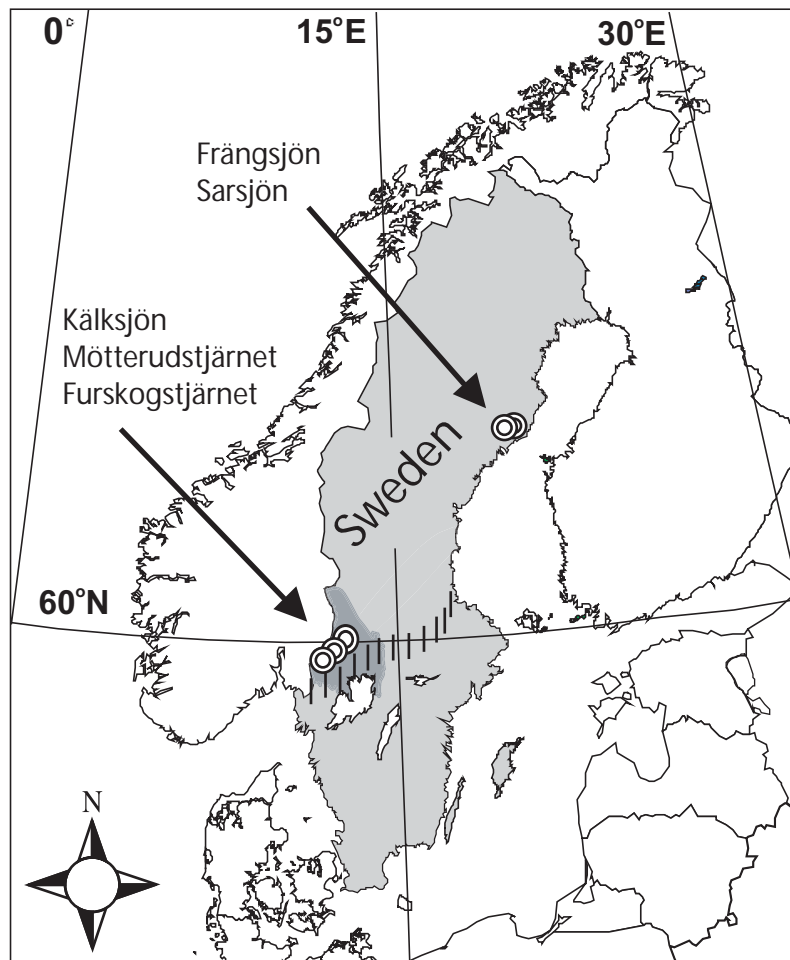 0°
15°E
30°E
Frängsjön
Sarsjön
Kälksjön
Mötterudstjärnet
Furskogstjärnet
Sweden
60°N
N